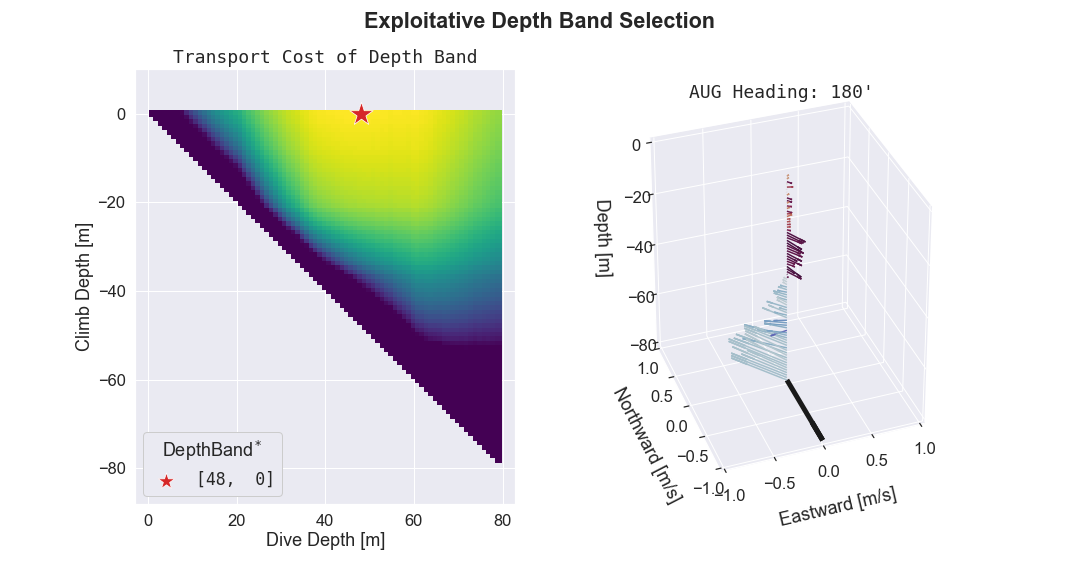 Exploitative Depth Band Selection
Transport Cost of Depth Band
0
−20
−40
−60
−80
Climb Depth [m]
0
20
40
60
80
Dive Depth [m]
DepthBand*
[48, 0]
AUG Heading: 180'
0
−20
−40
−60
−80
Depth [m]
1.0
0.5
0.0
−0.5
−1.0
Northward [m/s]
−1.0
−0.5
0.0
0.5
1.0
Eastward [m/s]